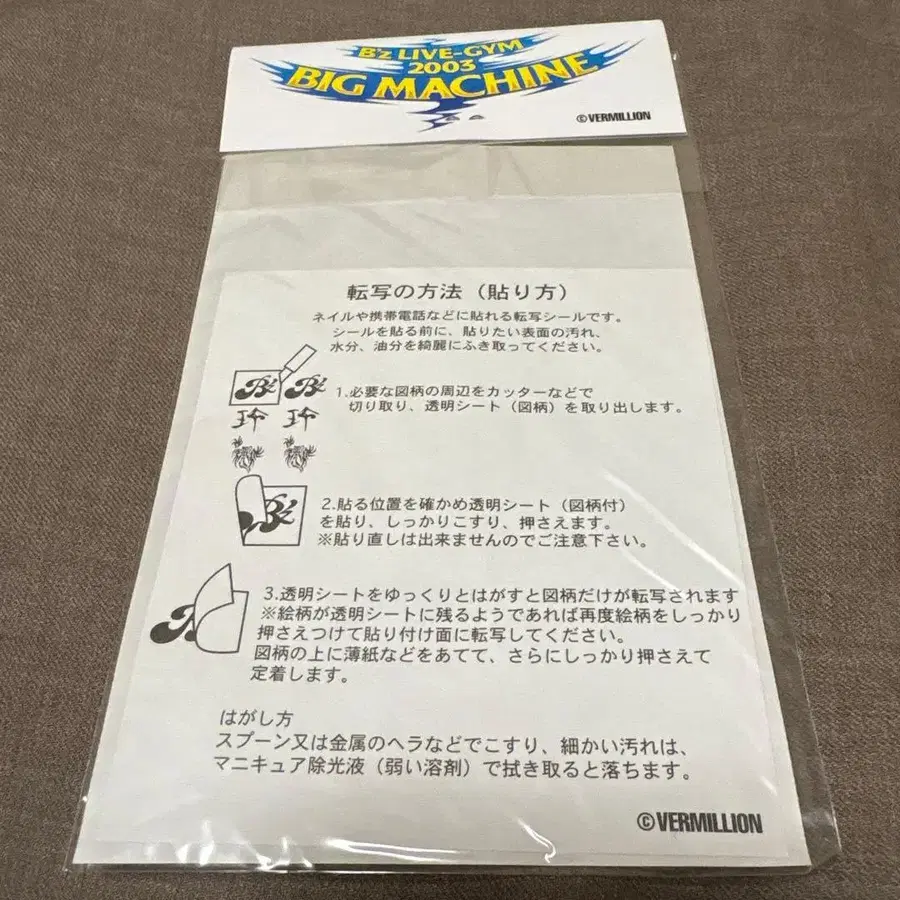 B'z LIVE-GYM
2003
BIG MACHINE
©VERMILLION
転写の方法（貼り方）
ネイルや携帯電話などに貼れる転写シールです。
シールを貼る前に、貼りたい表面の汚れ、
水分、油分を綺麗にふき取ってください。
B'z B'z
玲 玲
1.必要な図柄の周辺をカッターなどで
切り取り、透明シート（図柄）を取り出します。
B'z
2.貼る位置を確かめ透明シート（図柄付）
を貼り、しっかりこすり、押さえます。
※貼り直しは出来ませんのでご注意下さい。
3.透明シートをゆっくりとはがすと図柄だけが転写されます
※絵柄が透明シートに残るようであれば再度絵柄をしっかり
押さえつけて貼り付け面に転写してください。
図柄の上に薄紙などをあてて、さらにしっかり押さえて
定着します。
はがし方
スプーン又は金属のヘラなどでこすり、細かい汚れは、
マニキュア除光液（弱い溶剤）で拭き取ると落ちます。
©VERMILLION